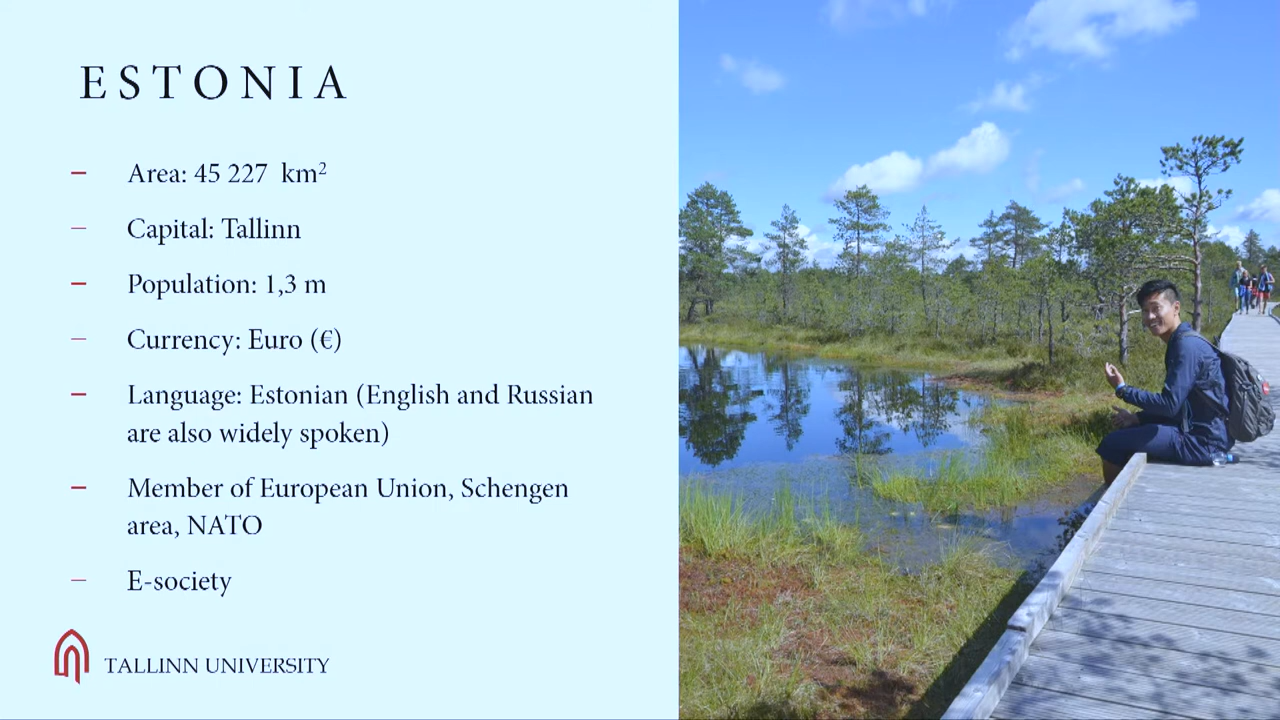 ESTONIA
– Area: 45 227 km²
– Capital: Tallinn
– Population: 1,3 m
– Currency: Euro (€)
– Language: Estonian (English and Russian
are also widely spoken)
– Member of European Union, Schengen
area, NATO
– E-society
TALLINN UNIVERSITY